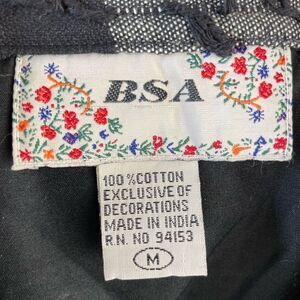 BSA
100 %COTTON
EXCLUSIVE OF
DECORATIONS
MADE IN INDIA
R.N. NO 94153
M